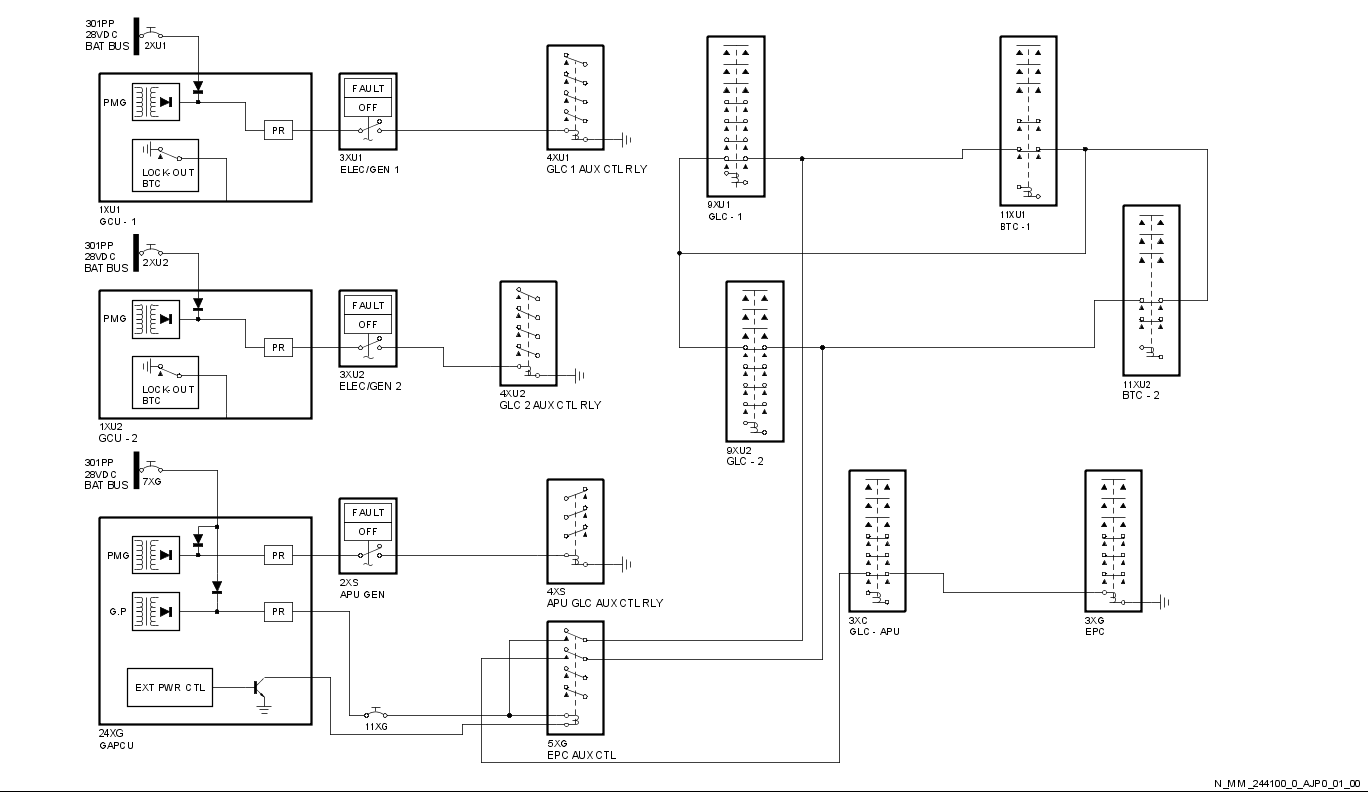 301PP
28VDC
BAT BUS
2XU1
PMG
PR
LOCK-OUT
BTC
1XU1
GCU - 1
FAULT
OFF
3XU1
ELEC/GEN 1
4XU1
GLC 1 AUX CTL RLY
9XU1
GLC - 1
11XU1
BTC - 1
301PP
28VDC
BAT BUS
2XU2
PMG
PR
LOCK-OUT
BTC
1XU2
GCU - 2
FAULT
OFF
3XU2
ELEC/GEN 2
4XU2
GLC 2 AUX CTL RLY
9XU2
GLC - 2
11XU2
BTC - 2
301PP
28VDC
BAT BUS
7XG
PMG
PR
G.P
PR
EXT PWR CTL
24XG
GAPCU
FAULT
OFF
2XS
APU GEN
11XG
4XS
APU GLC AUX CTL RLY
5XG
EPC AUX CTL
3XC
GLC - APU
3XG
EPC
N_MM_244100_0_AJP0_01_00